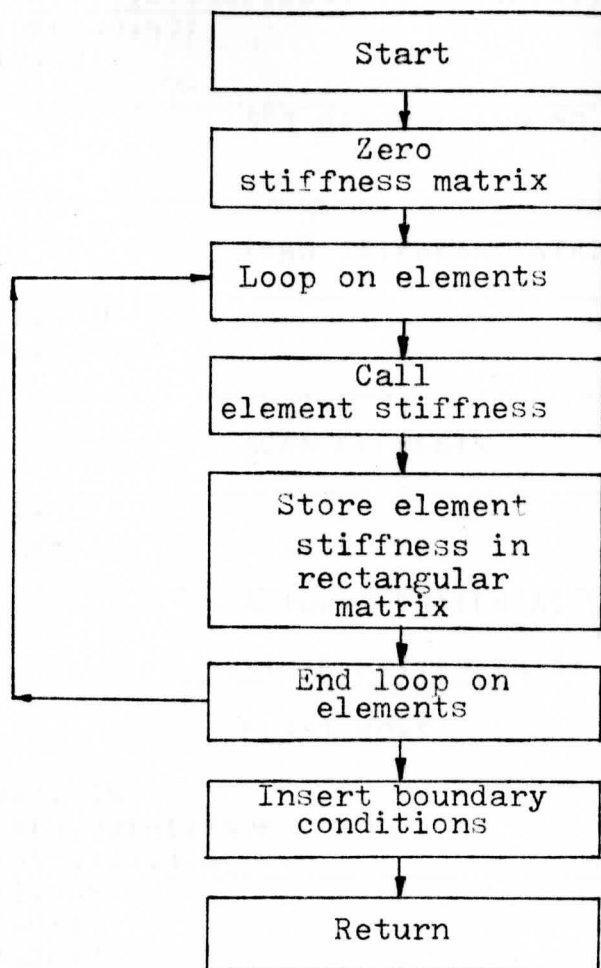 Start
Zero
stiffness matrix
Loop on elements
Call
element stiffness
Store element
stiffness in
rectangular
matrix
End loop on
elements
Insert boundary
conditions
Return